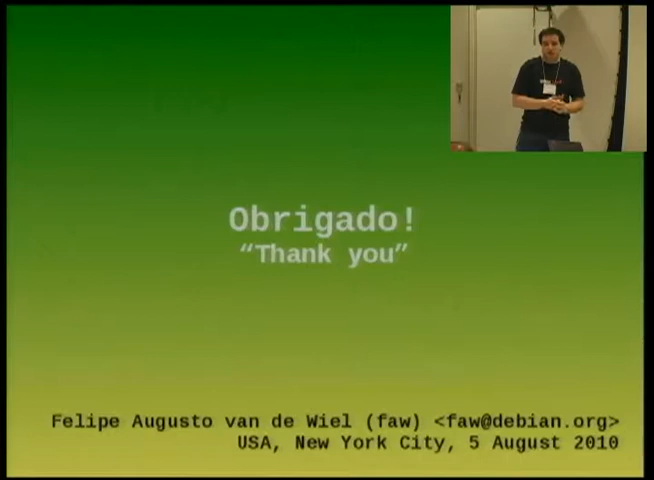 Obrigado!
“Thank you”
Felipe Augusto van de Wiel (faw) <faw@debian.org>
USA, New York City, 5 August 2010